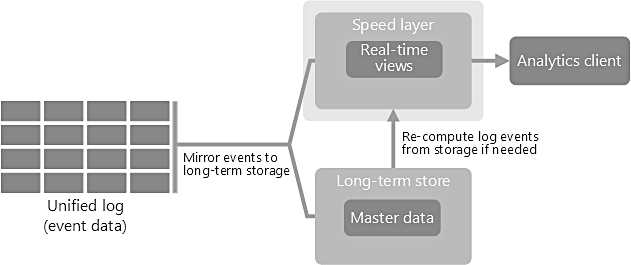 Speed layer
Real-time
views
Analytics client
Mirror events to
long-term storage
Re-compute log events
from storage if needed
Unified log
(event data)
Long-term store
Master data